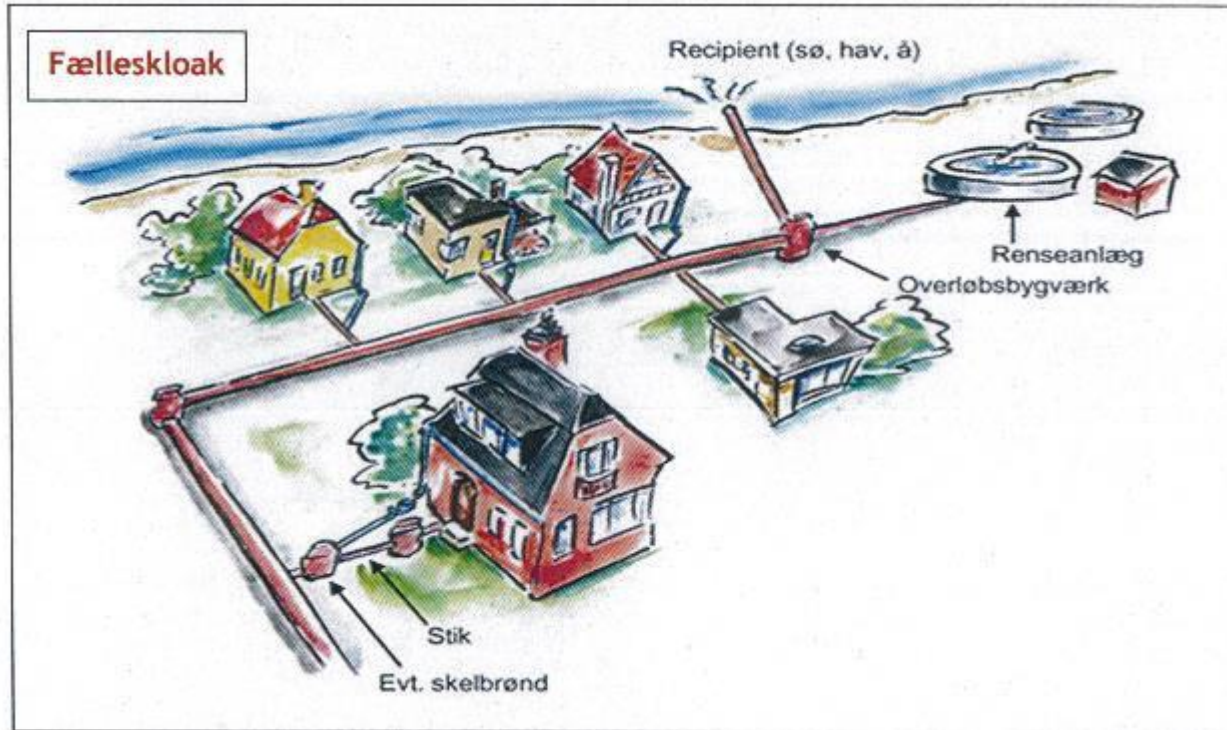 Fælleskloak
Recipient (sø, hav, å)
Renseanlæg
Overløbsbygværk
Stik
Evt. skelbrønd